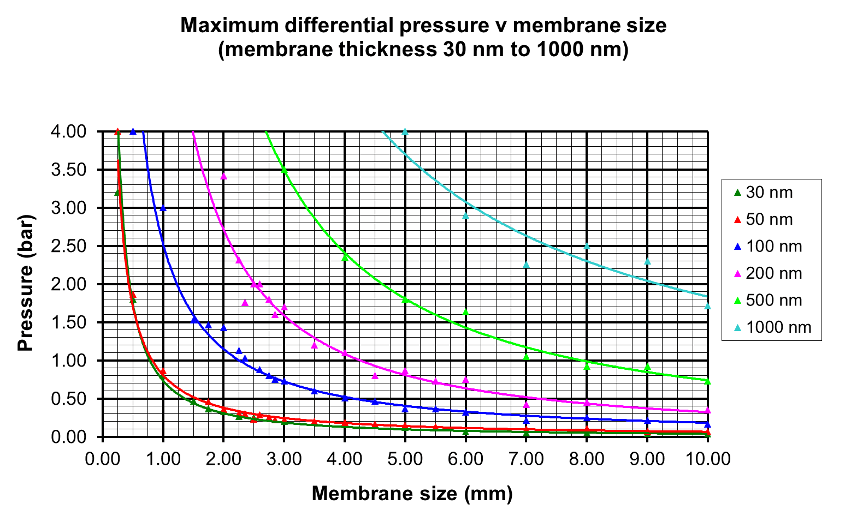 Maximum differential pressure v membrane size
(membrane thickness 30 nm to 1000 nm)
4.00
3.50
3.00
2.50
2.00
1.50
1.00
0.50
0.00
Pressure (bar)
0.00 1.00 2.00 3.00 4.00 5.00 6.00 7.00 8.00 9.00 10.00
Membrane size (mm)
30 nm
50 nm
100 nm
200 nm
500 nm
1000 nm